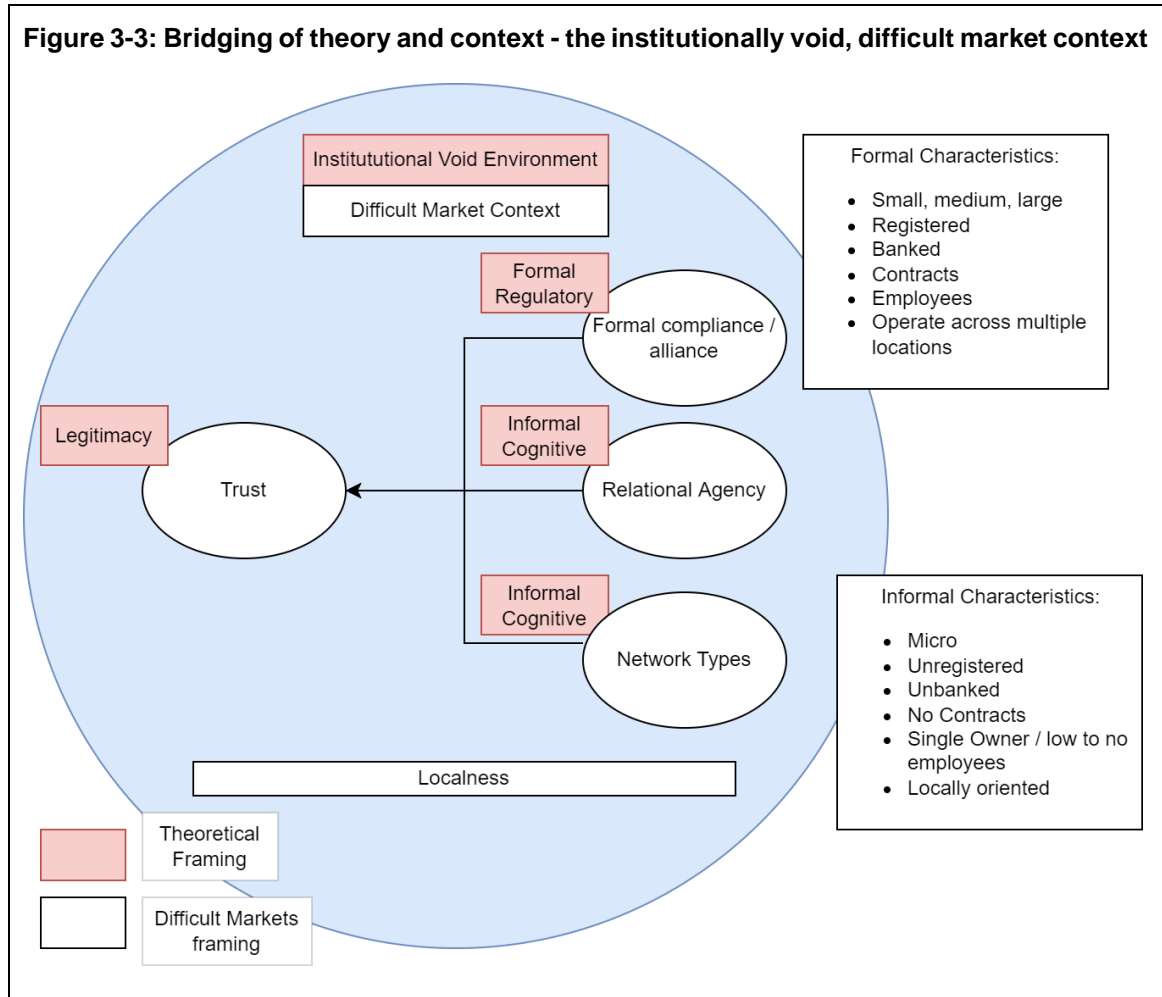 Figure 3-3: Bridging of theory and context - the institutionally void, difficult market context
Institututional Void Environment
Difficult Market Context
Formal Characteristics:
• Small, medium, large
• Registered
• Banked
• Contracts
• Employees
• Operate across multiple
locations
Formal
Regulatory
Formal compliance /
alliance
Legitimacy
Trust
Informal
Cognitive
Relational Agency
Informal
Cognitive
Network Types
Informal Characteristics:
• Micro
• Unregistered
• Unbanked
• No Contracts
• Single Owner / low to no
employees
• Locally oriented
Localness
Theoretical
Framing
Difficult Markets
framing